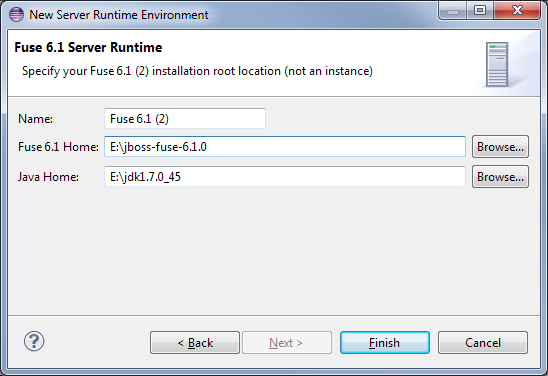 New Server Runtime Environment
Fuse 6.1 Server Runtime
Specify your Fuse 6.1 (2) installation root location (not an instance)
Name: Fuse 6.1 (2)
Fuse 6.1 Home: E:\jboss-fuse-6.1.0 Browse...
Java Home: E:\jdk1.7.0_45 Browse...
? < Back Next > Finish Cancel